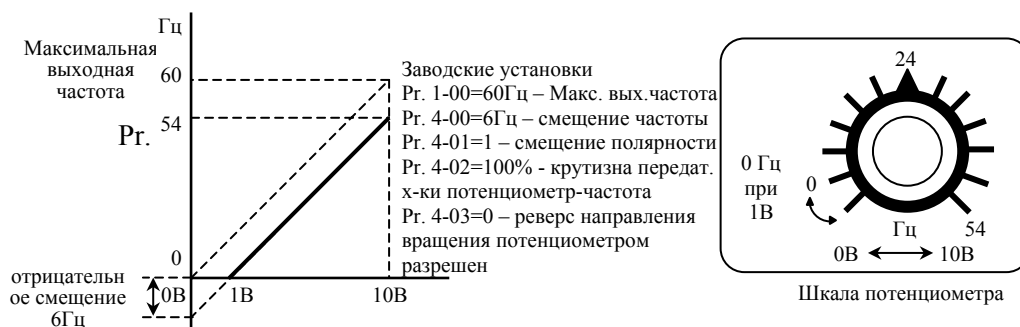 Гц
Максимальная
выходная
частота
60
54
Pr.
0
отрицательн
ое смещение
6Гц
0В
1В
10В
Заводские установки
Pr. 1-00=60Гц – Макс. вых.частота
Pr. 4-00=6Гц – смещение частоты
Pr. 4-01=1 – смещение полярности
Pr. 4-02=100% - крутизна передат.
х-ки потенциометр-частота
Pr. 4-03=0 – реверс направления
вращения потенциометром
разрешен
24
0 Гц
при
1В
0
54
Гц
0В
10В
Шкала потенциометра